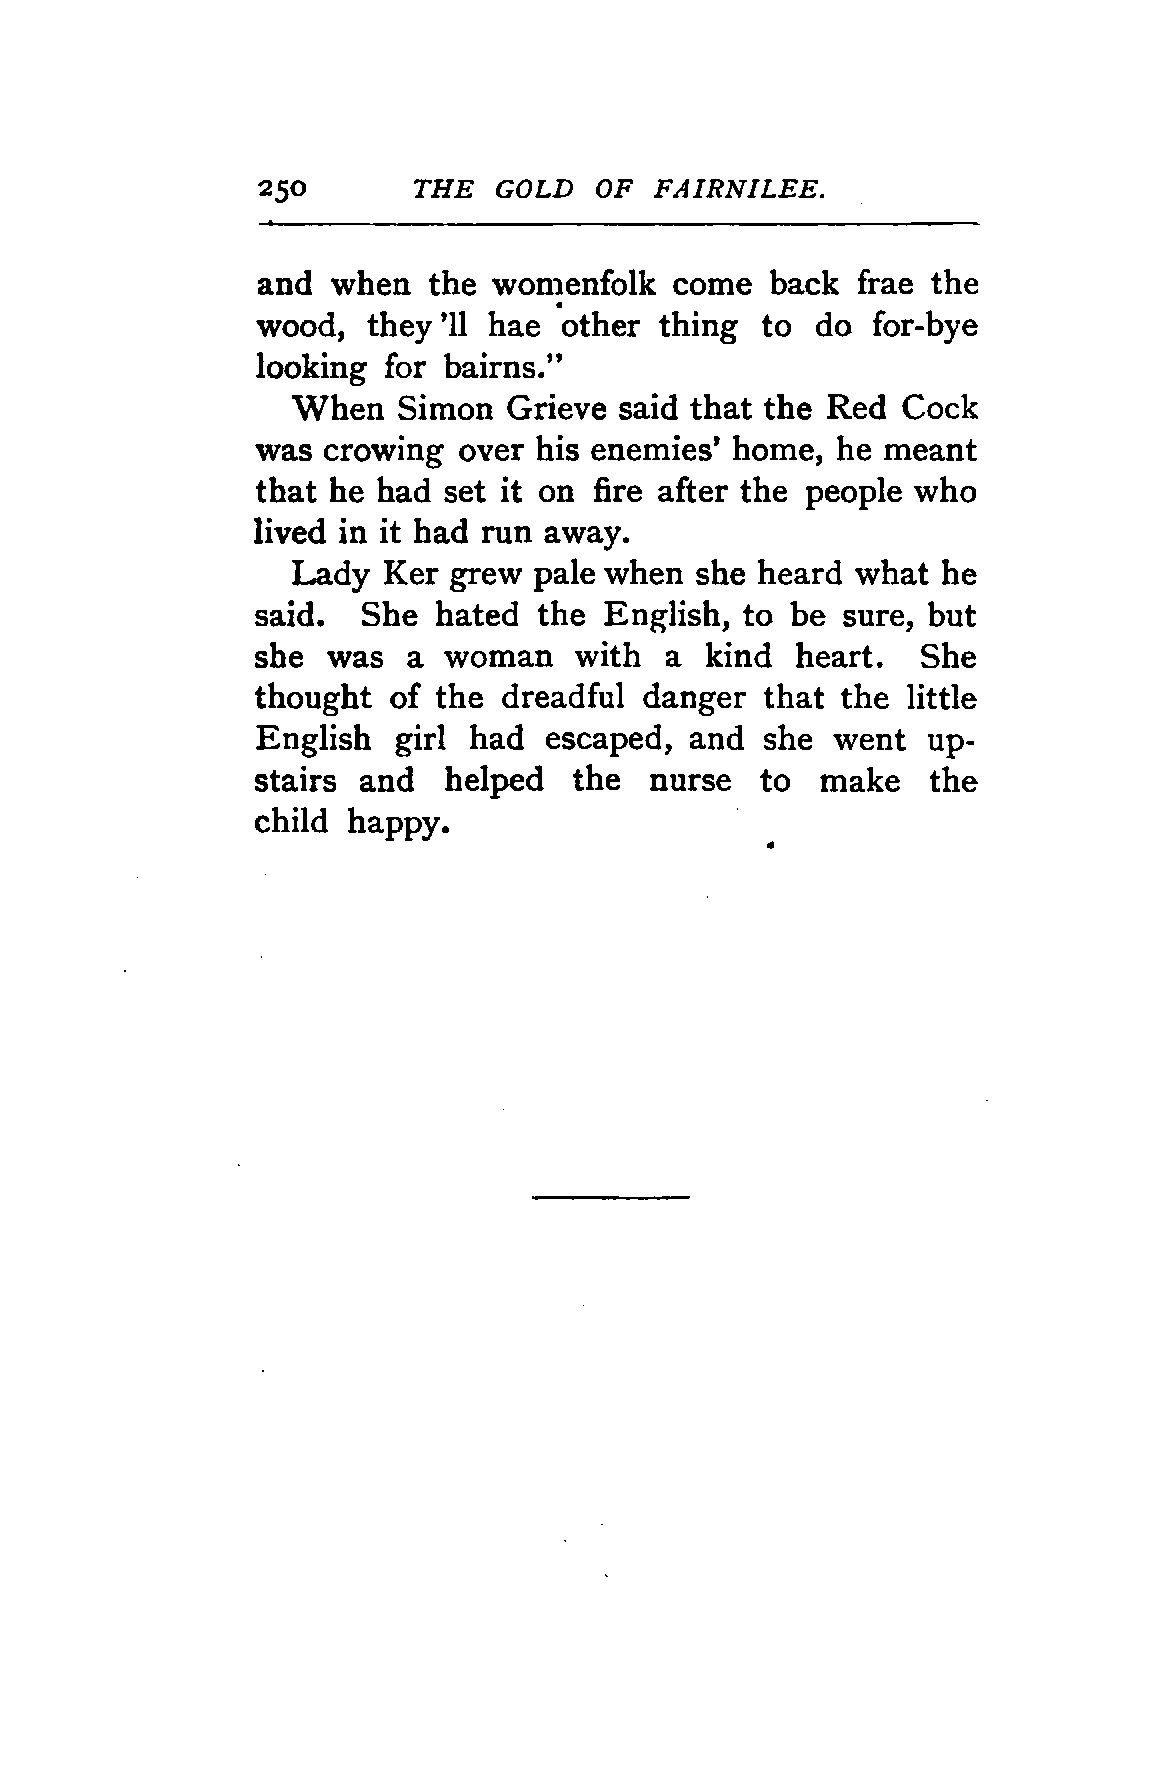 250 THE GOLD OF FAIRNILEE.
and when the womenfolk come back frae the
wood, they 'll hae other thing to do for-bye
looking for bairns."
When Simon Grieve said that the Red Cock
was crowing over his enemies' home, he meant
that he had set it on fire after the people who
lived in it had run away.
Lady Ker grew pale when she heard what he
said. She hated the English, to be sure, but
she was a woman with a kind heart. She
thought of the dreadful danger that the little
English girl had escaped, and she went up-
stairs and helped the nurse to make the
child happy.